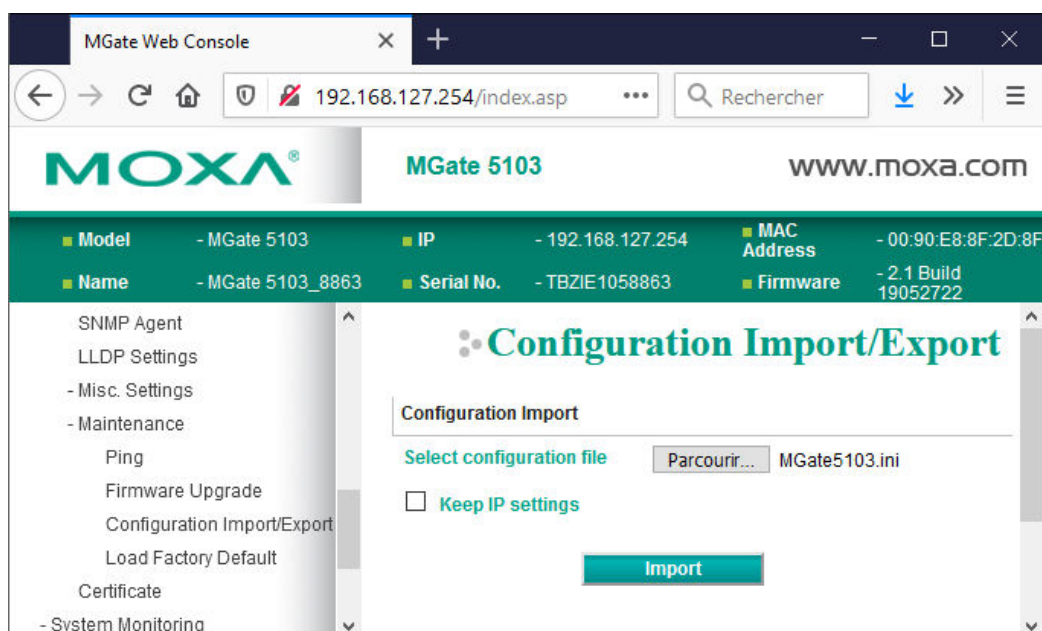 MGate Web Console
192.168.127.254/index.asp
Rechercher
MOXA®
MGate 5103
www.moxa.com
Model - MGate 5103
IP - 192.168.127.254
MAC Address - 00:90:E8:8F:2D:8F
Name - MGate 5103_8863
Serial No. - TBZIE1058863
Firmware - 2.1 Build 19052722
SNMP Agent
LLDP Settings
- Misc. Settings
- Maintenance
Ping
Firmware Upgrade
Configuration Import/Export
Load Factory Default
Certificate
- System Monitoring
Configuration Import/Export
Configuration Import
Select configuration file Parcourir... MGate5103.ini
Keep IP settings
Import